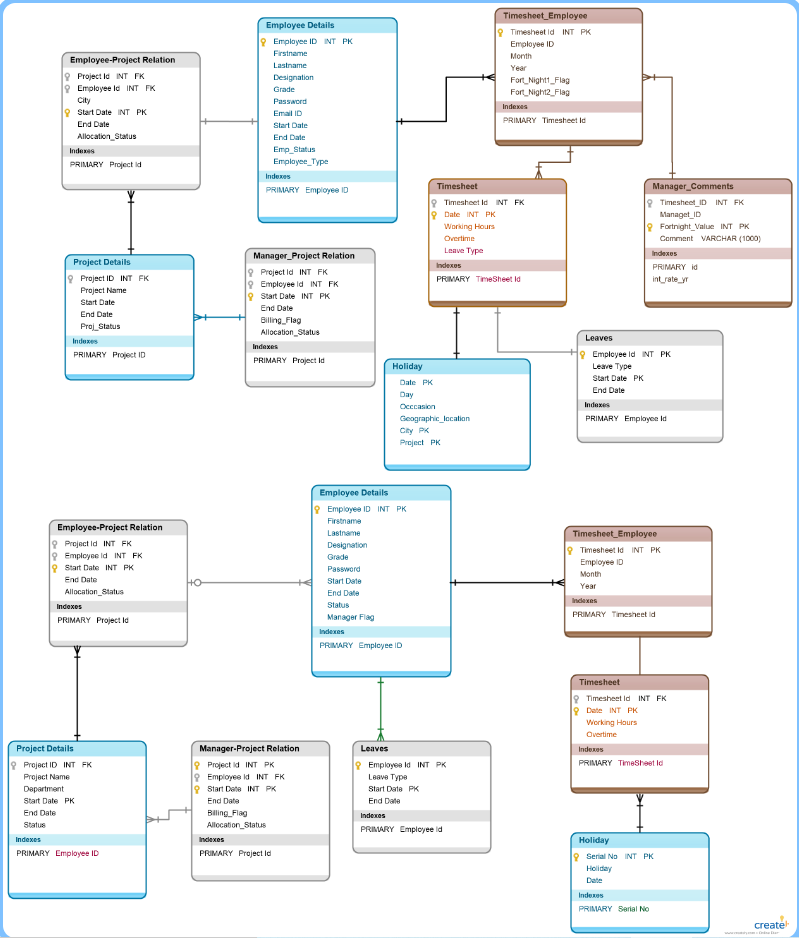 Employee-Project Relation
Project Id INT FK
Employee Id INT FK
City
Start Date INT PK
End Date
Allocation_Status
Indexes
PRIMARY Project Id
Employee Details
Employee ID INT PK
Firstname
Lastname
Designation
Grade
Password
Email ID
Start Date
End Date
Emp_Status
Employee_Type
Indexes
PRIMARY Employee ID
Timesheet_Employee
Timesheet Id INT PK
Employee ID
Month
Year
Fort_Night1_Flag
Fort_Night2_Flag
Indexes
PRIMARY Timesheet Id
Project Details
Project ID INT FK
Project Name
Start Date
End Date
Proj_Status
Indexes
PRIMARY Project ID
Manager_Project Relation
Project Id INT FK
Employee Id INT FK
Start Date INT PK
End Date
Billing_Flag
Allocation_Status
Indexes
PRIMARY Project Id
Timesheet
Timesheet Id INT FK
Date INT PK
Working Hours
Overtime
Leave Type
Indexes
PRIMARY TimeSheet Id
Manager_Comments
Timesheet_ID INT FK
Managet_ID
Fortnight_Value INT PK
Comment VARCHAR (1000)
Indexes
PRIMARY id
int_rate_yr
Holiday
Date PK
Day
Occcasion
Geographic_location
City PK
Project PK
Leaves
Employee Id INT PK
Leave Type
Start Date PK
End Date
Indexes
PRIMARY Employee Id
Employee-Project Relation
Project Id INT FK
Employee Id INT FK
Start Date INT PK
End Date
Allocation_Status
Indexes
PRIMARY Project Id
Employee Details
Employee ID INT PK
Firstname
Lastname
Designation
Grade
Password
Start Date
End Date
Status
Manager Flag
Indexes
PRIMARY Employee ID
Timesheet_Employee
Timesheet Id INT PK
Employee ID
Month
Year
Indexes
PRIMARY Timesheet Id
Project Details
Project ID INT FK
Project Name
Department
Start Date PK
End Date
Status
Indexes
PRIMARY Employee ID
Manager-Project Relation
Project Id INT PK
Employee Id INT FK
Start Date INT PK
End Date
Billing_Flag
Allocation_Status
Indexes
PRIMARY Project Id
Leaves
Employee Id INT PK
Leave Type
Start Date PK
End Date
Indexes
PRIMARY Employee Id
Timesheet
Timesheet Id INT FK
Date INT PK
Working Hours
Overtime
Indexes
PRIMARY TimeSheet Id
Holiday
Serial No INT PK
Holiday
Date
Indexes
PRIMARY Serial No
create